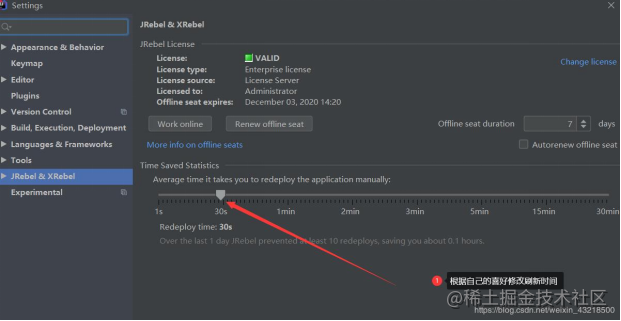 Settings
Appearance & Behavior
Keymap
Editor
Plugins
Version Control
Build, Execution, Deployment
Languages & Frameworks
Tools
JRebel & XRebel
Experimental
JRebel & XRebel
JRebel License
License: VALID
License type: Enterprise license
License source: License Server
Licensed to: Administrator
Offline seat expires: December 03, 2020 14:20
Change license
Work online Renew offline seat Offline seat duration 7 days
More info on offline seats Autorenew offline seat
Time Saved Statistics
Average time it takes you to redeploy the application manually:
1s 30s 1min 2min 3min 5min 15min 30min
Redeploy time: 30s
Over the last 1 day JRebel prevented at least 10 redeploys, saving you about 0.1 hours.
1 根据自己的喜好修改刷新时间
@稀土掘金技术社区
https://blog.csdn.net/weixin_43218500